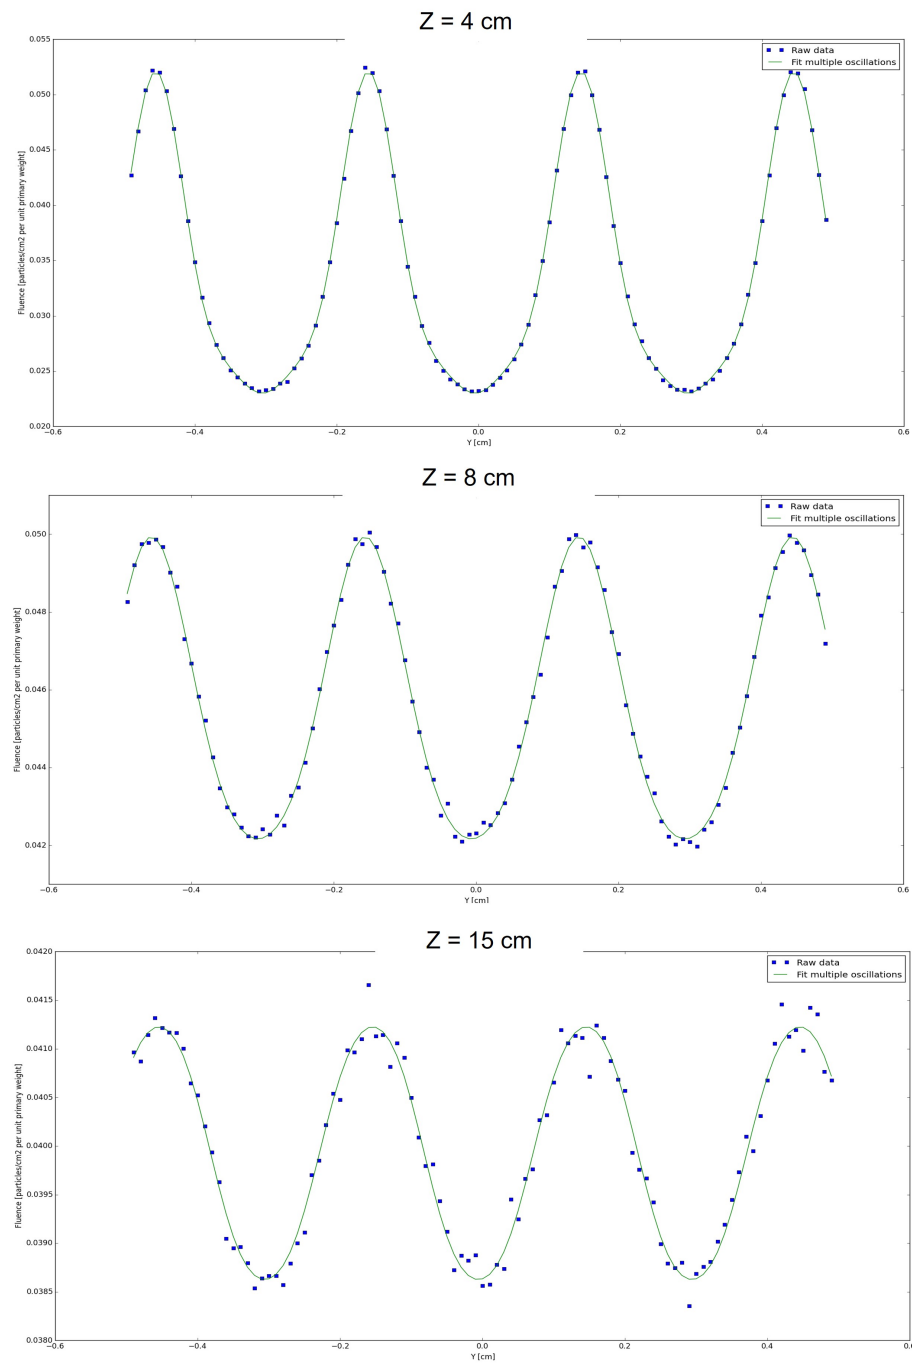 Z = 4 cm
0.055
0.050
0.045
0.040
0.035
0.030
0.025
0.020
Fluence [particles/cm2 per unit primary weight]
Raw data
Fit multiple oscillations
−0.6 −0.4 −0.2 0.0 0.2 0.4 0.6
Y [cm]
Z = 8 cm
0.050
0.048
0.046
0.044
0.042
Fluence [particles/cm2 per unit primary weight]
Raw data
Fit multiple oscillations
−0.6 −0.4 −0.2 0.0 0.2 0.4 0.6
Y [cm]
Z = 15 cm
0.0420
0.0415
0.0410
0.0405
0.0400
0.0395
0.0390
0.0385
0.0380
Fluence [particles/cm2 per unit primary weight]
Raw data
Fit multiple oscillations
−0.6 −0.4 −0.2 0.0 0.2 0.4 0.6
Y [cm]